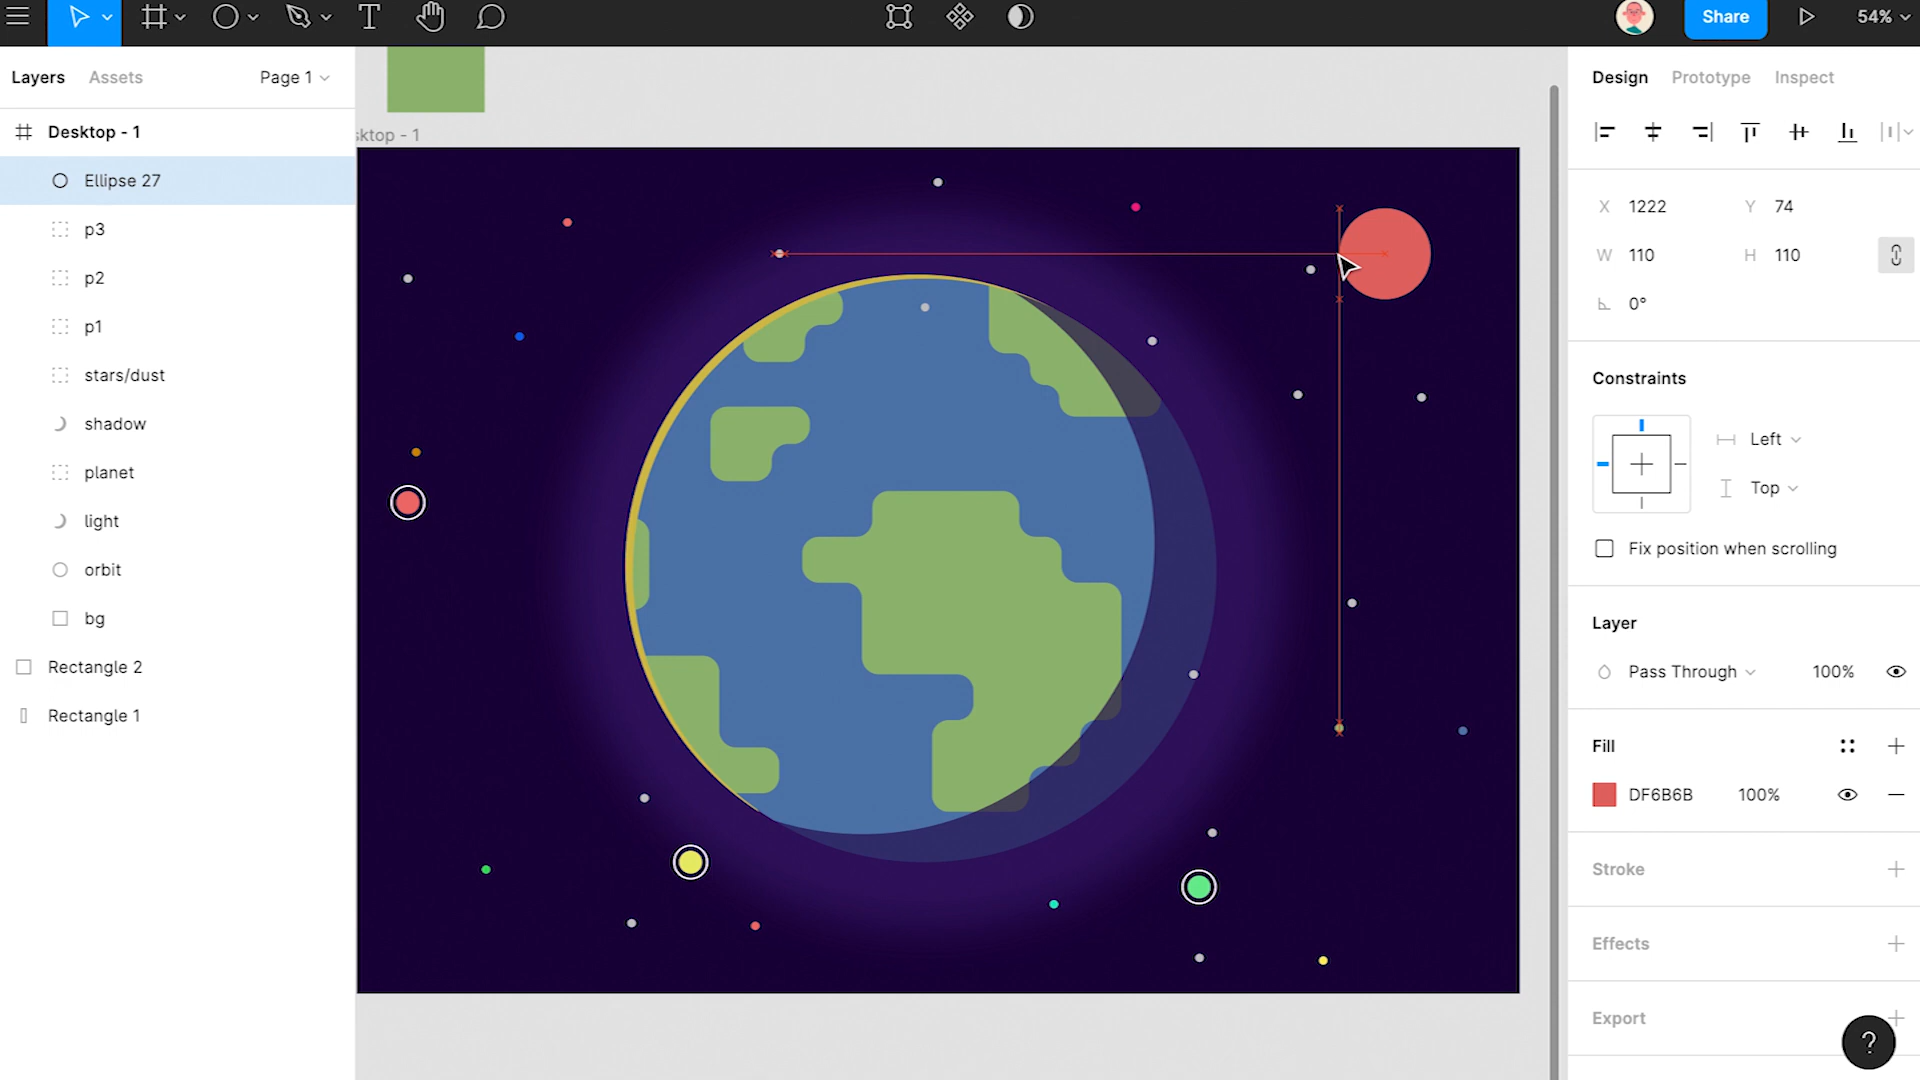 Share
54%
Layers
Assets
Page 1
Desktop - 1
Ellipse 27
p3
p2
p1
stars/dust
shadow
planet
light
orbit
bg
Rectangle 2
Rectangle 1
sktop - 1
Design
Prototype
Inspect
X 1222 Y 74
W 110 H 110
0°
Constraints
Left
Top
Fix position when scrolling
Layer
Pass Through 100%
Fill
DF6B6B 100%
Stroke
Effects
Export
?